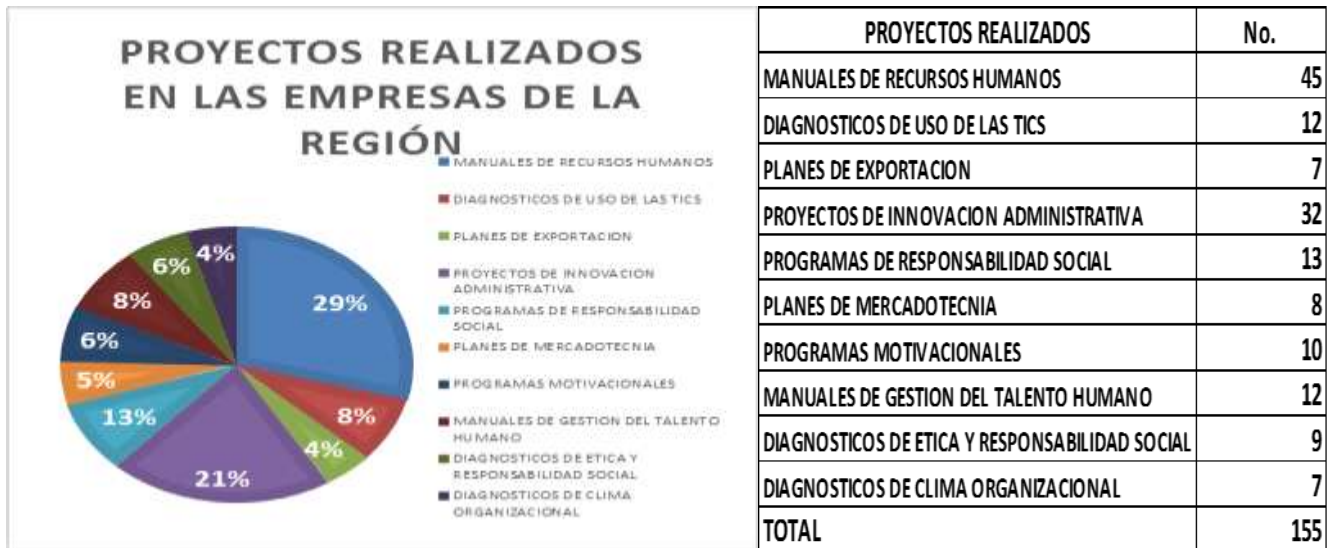 PROYECTOS REALIZADOS
EN LAS EMPRESAS DE LA
REGIÓN
MANUALES DE RECURSOS HUMANOS
DIAGNOSTICOS DE USO DE LAS TICS
PLANES DE EXPORTACION
PROYECTOS DE INNOVACION
ADMINISTRATIVA
PROGRAMAS DE RESPONSABILIDAD
SOCIAL
PLANES DE MERCADOTECNIA
PROGRAMAS MOTIVACIONALES
MANUALES DE GESTION DEL TALENTO
HUMANO
DIAGNOSTICOS DE ETICA Y
RESPONSABILIDAD SOCIAL
DIAGNOSTICOS DE CLIMA
ORGANIZACIONAL
29%
8%
4%
21%
13%
5%
6%
8%
6%
4%
PROYECTOS REALIZADOS No.
MANUALES DE RECURSOS HUMANOS 45
DIAGNOSTICOS DE USO DE LAS TICS 12
PLANES DE EXPORTACION 7
PROYECTOS DE INNOVACION ADMINISTRATIVA 32
PROGRAMAS DE RESPONSABILIDAD SOCIAL 13
PLANES DE MERCADOTECNIA 8
PROGRAMAS MOTIVACIONALES 10
MANUALES DE GESTION DEL TALENTO HUMANO 12
DIAGNOSTICOS DE ETICA Y RESPONSABILIDAD SOCIAL 9
DIAGNOSTICOS DE CLIMA ORGANIZACIONAL 7
TOTAL 155